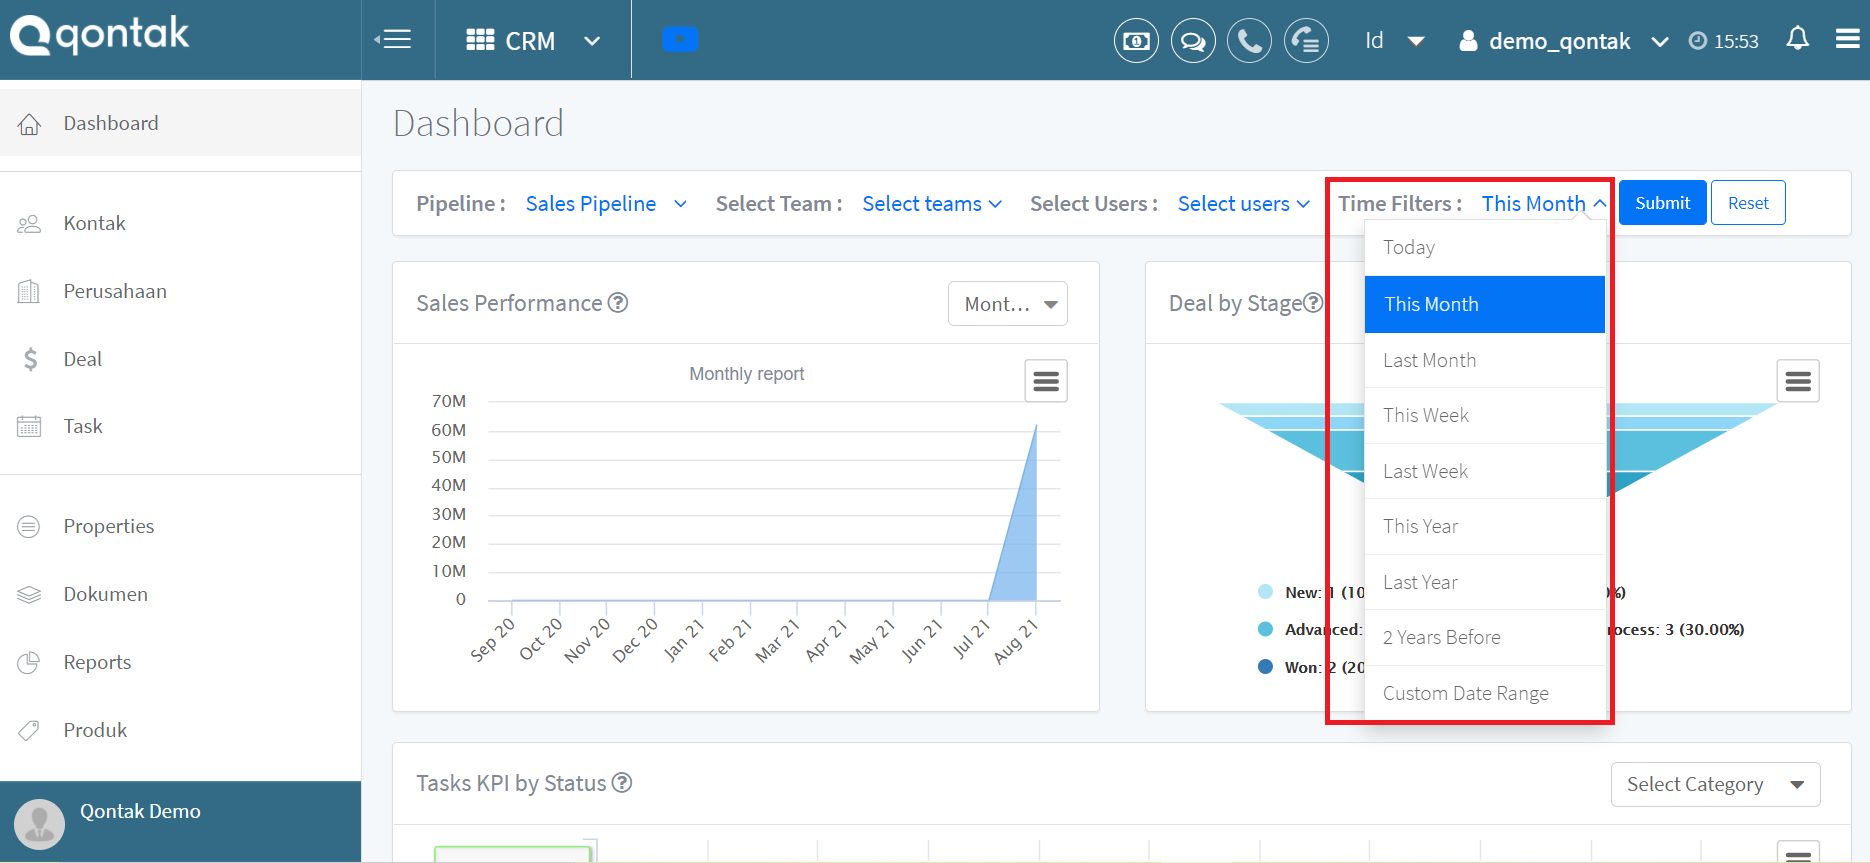 qontak
CRM
Id
demo_qontak
15:53
Dashboard
Kontak
Perusahaan
Deal
Task
Properties
Dokumen
Reports
Produk
Qontak Demo
Dashboard
Pipeline : Sales Pipeline Select Team : Select teams Select Users : Select users Time Filters : This Month Submit Reset
Today
This Month
Last Month
This Week
Last Week
This Year
Last Year
2 Years Before
Custom Date Range
Sales Performance ?
Mont...
Monthly report
70M
60M
50M
40M
30M
20M
10M
0
Sep 20 Oct 20 Nov 20 Dec 20 Jan 21 Feb 21 Mar 21 Apr 21 May 21 Jun 21 Jul 21 Aug 21
Deal by Stage ?
New: 1 (10 %)
Advanced: ocess: 3 (30.00%)
Won: 2 (20
Tasks KPI by Status ?
Select Category